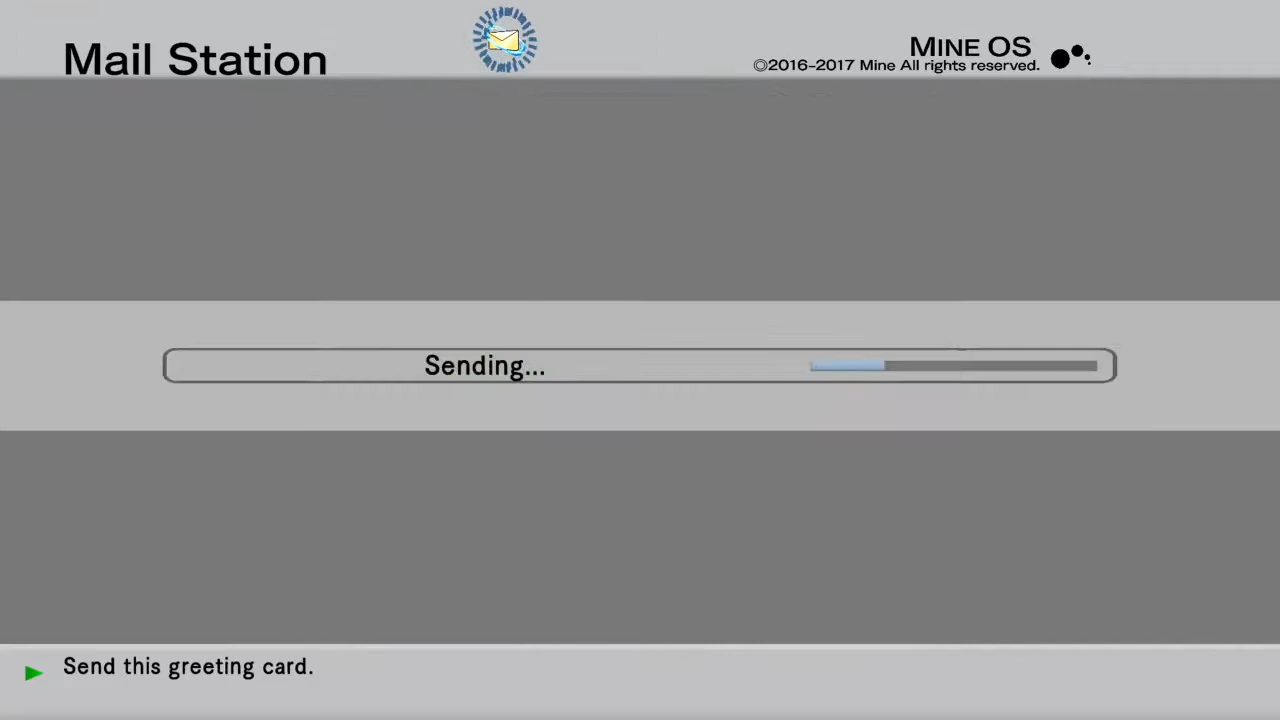 Mail Station
MINE OS
©2016-2017 Mine All rights reserved.
Sending...
Send this greeting card.